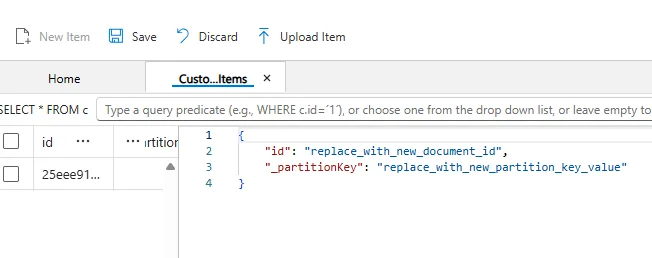 New Item Save Discard Upload Item
Home Custo...Items ×
SELECT * FROM c Type a query predicate (e.g., WHERE c.id=´1´), or choose one from the drop down list, or leave empty to
id ··· ···
25eee91...
1 {
2 "id": "replace_with_new_document_id",
3 "_partitionKey": "replace_with_new_partition_key_value"
4 }